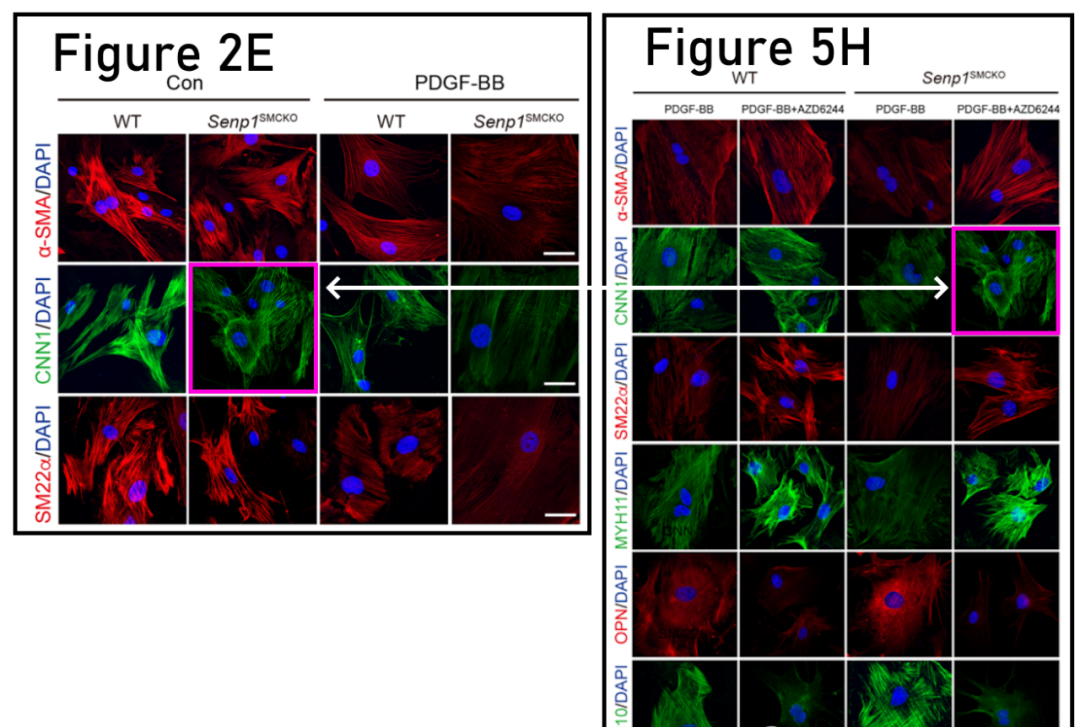 Figure 2E
Con PDGF-BB
WT Senp1SMCKO WT Senp1SMCKO
α-SMA/DAPI
CNN1/DAPI
SM22α/DAPI
Figure 5H
WT Senp1SMCKO
PDGF-BB PDGF-BB+AZD6244 PDGF-BB PDGF-BB+AZD6244
α-SMA/DAPI
CNN1/DAPI
SM22α/DAPI
MYH11/DAPI
OPN/DAPI
10/DAPI